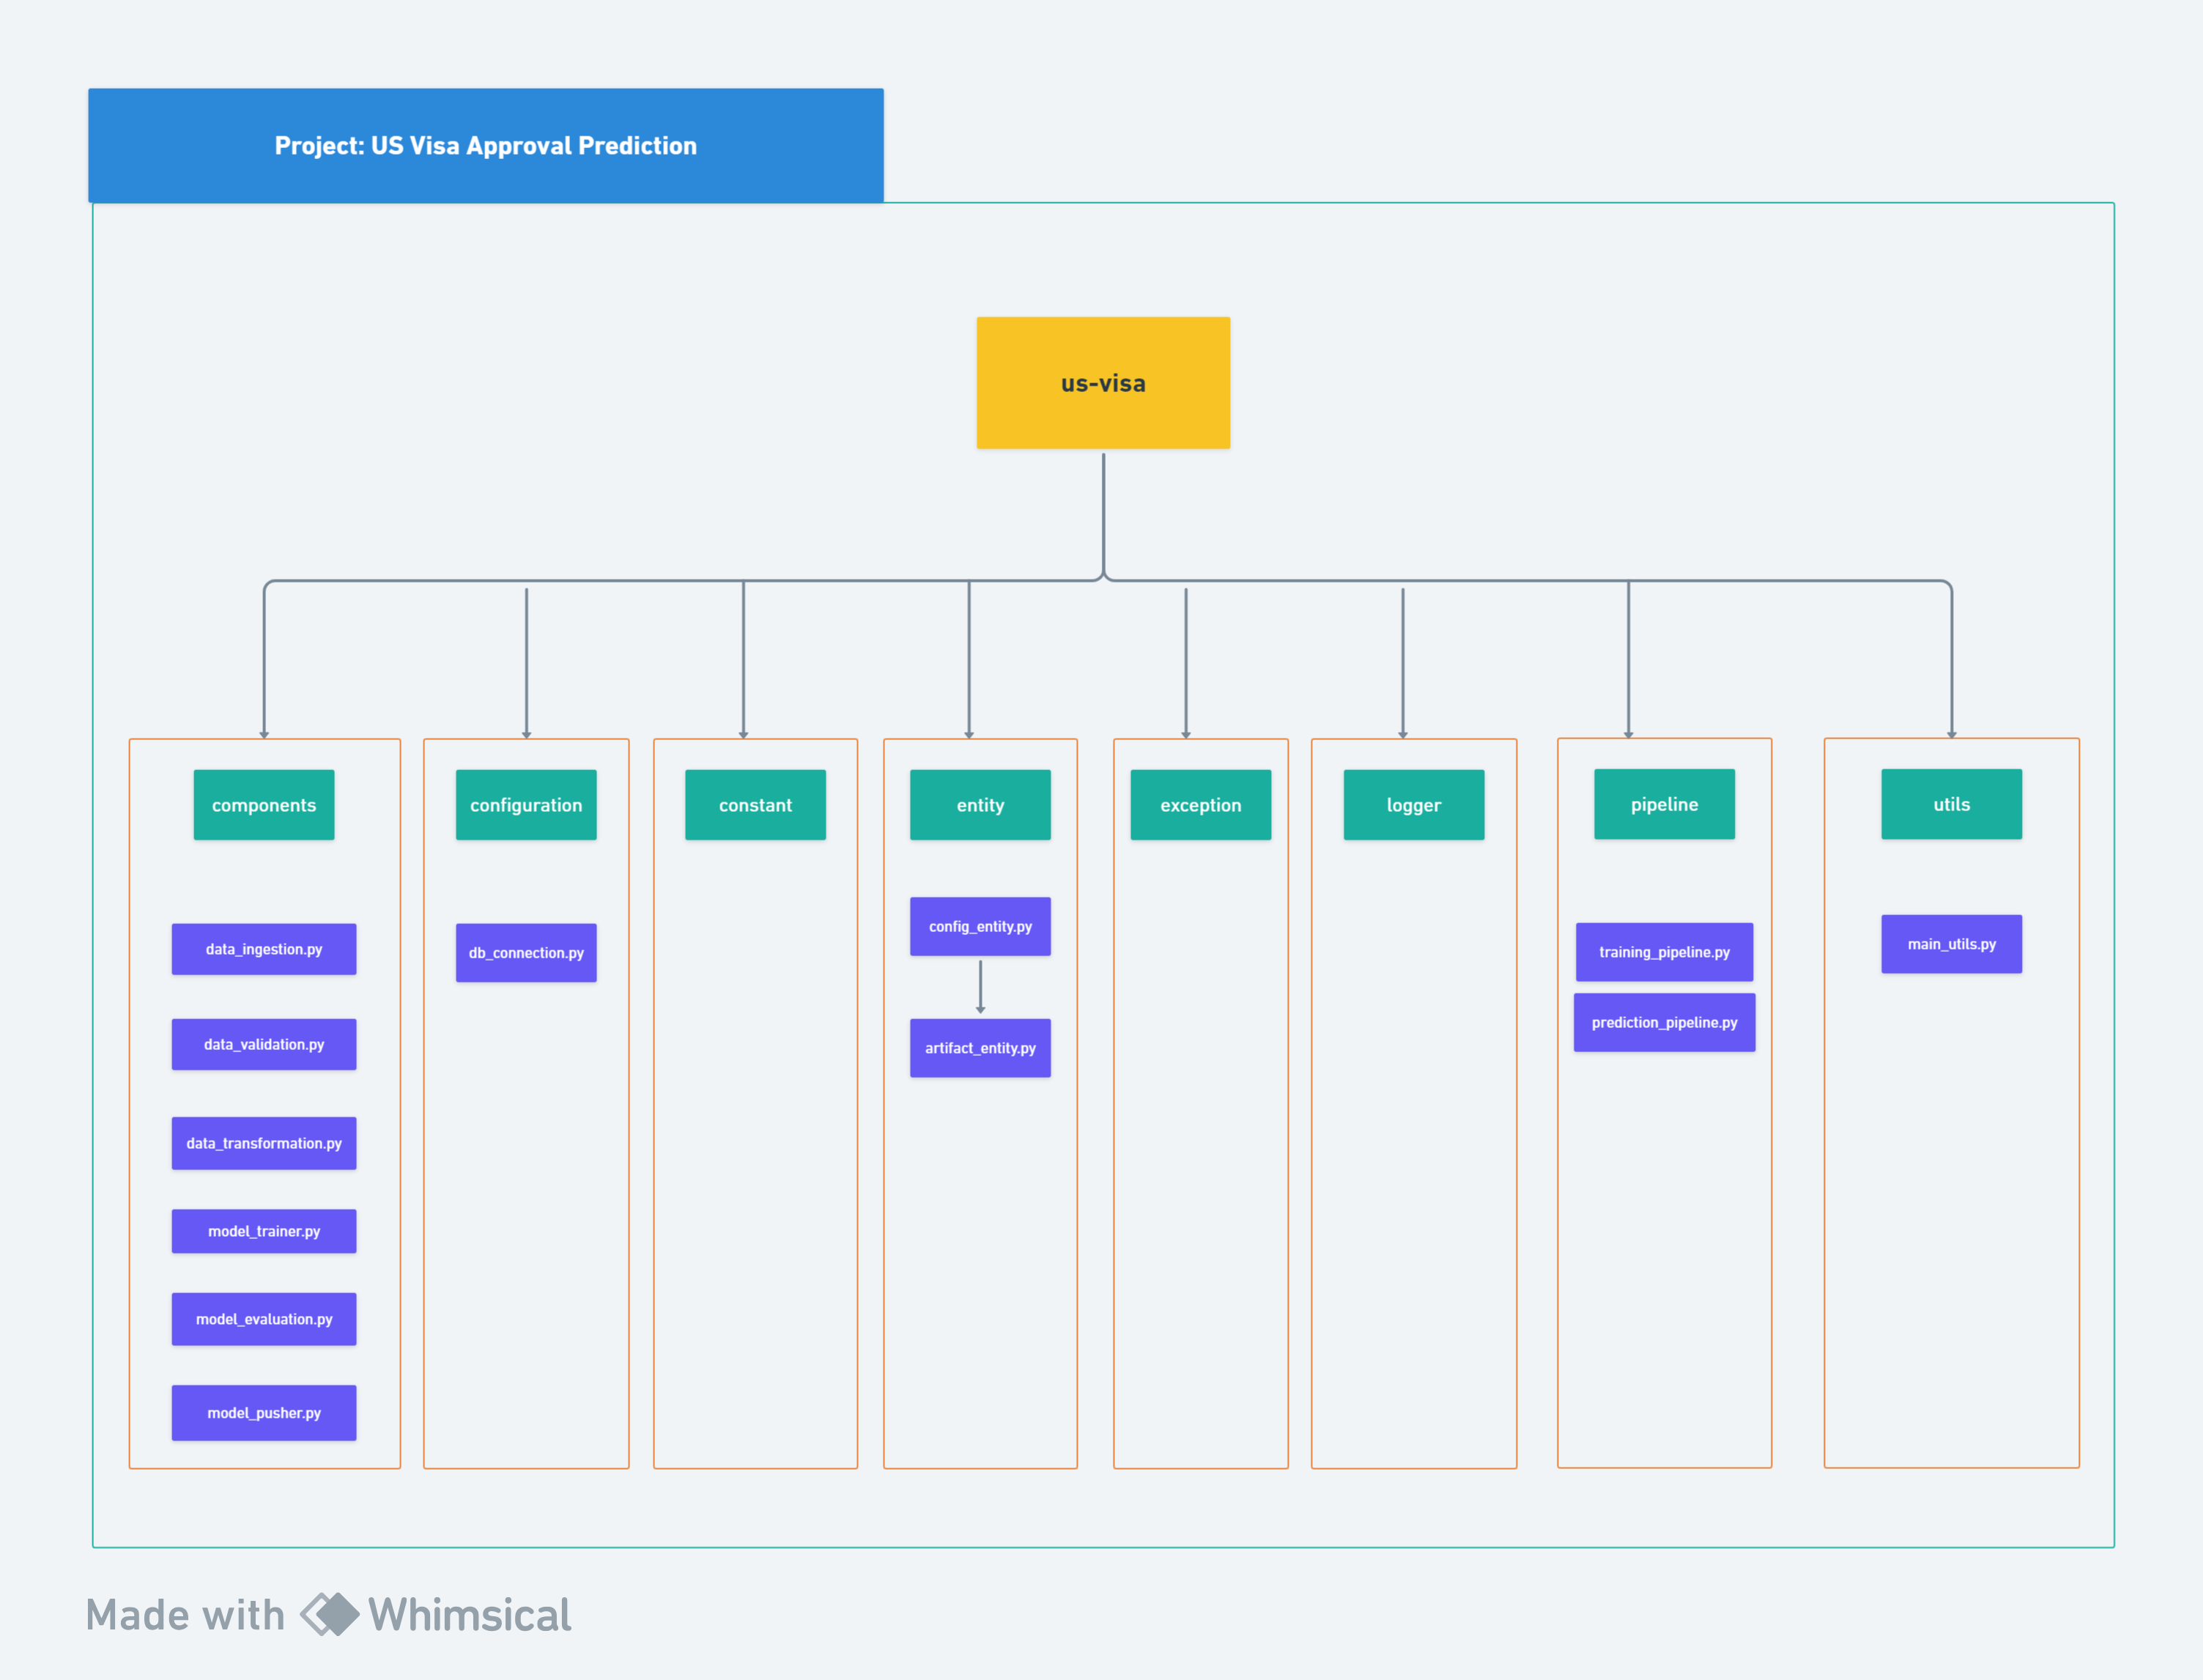 Project: US Visa Approval Prediction
us-visa
components
configuration
constant
entity
exception
logger
pipeline
utils
data_ingestion.py
data_validation.py
data_transformation.py
model_trainer.py
model_evaluation.py
model_pusher.py
db_connection.py
config_entity.py
artifact_entity.py
training_pipeline.py
prediction_pipeline.py
main_utils.py
Made with Whimsical